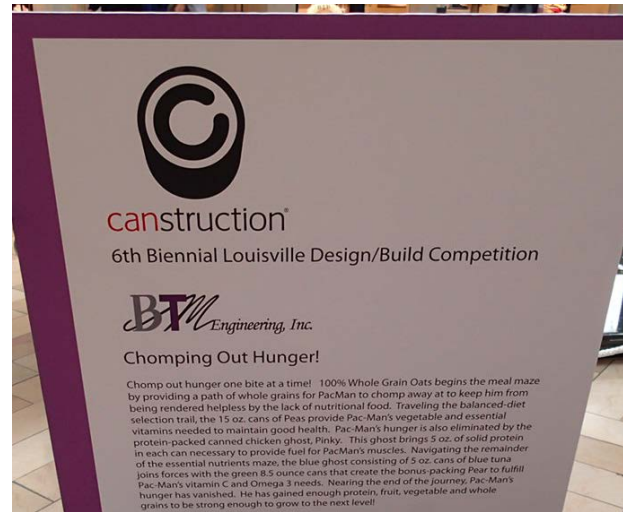 canstruction®
6th Biennial Louisville Design/Build Competition
BTM Engineering, Inc.
Chomping Out Hunger!
Chomp out hunger one bite at a time! 100% Whole Grain Oats begins the meal maze
by providing a path of whole grains for PacMan to chomp away at to keep him from
being rendered helpless by the lack of nutritional food. Traveling the balanced-diet
selection trail, the 15 oz. cans of Peas provide Pac-Man's vegetable and essential
vitamins needed to maintain good health. Pac-Man's hunger is also eliminated by the
protein-packed canned chicken ghost, Pinky. This ghost brings 5 oz. of solid protein
in each can necessary to provide fuel for PacMan's muscles. Navigating the remainder
of the essential nutrients maze, the blue ghost consisting of 5 oz. cans of blue tuna
joins forces with the green 8.5 ounce cans that create the bonus-packing Pear to fulfill
Pac-Man's vitamin C and Omega 3 needs. Nearing the end of the journey, Pac-Man's
hunger has vanished. He has gained enough protein, fruit, vegetable and whole
grains to be strong enough to grow to the next level!